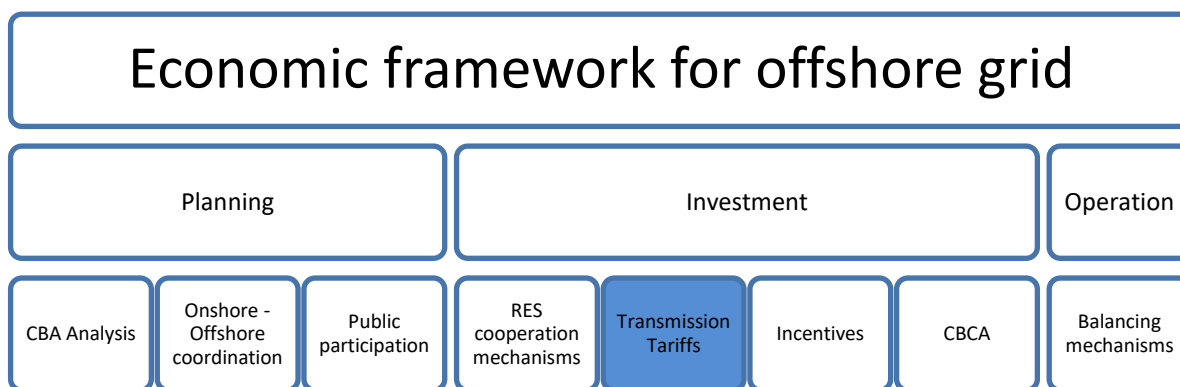 Economic framework for offshore grid
Planning
Investment
Operation
CBA Analysis
Onshore -
Offshore
coordination
Public
participation
RES
cooperation
mechanisms
Transmission
Tariffs
Incentives
CBCA
Balancing
mechanisms